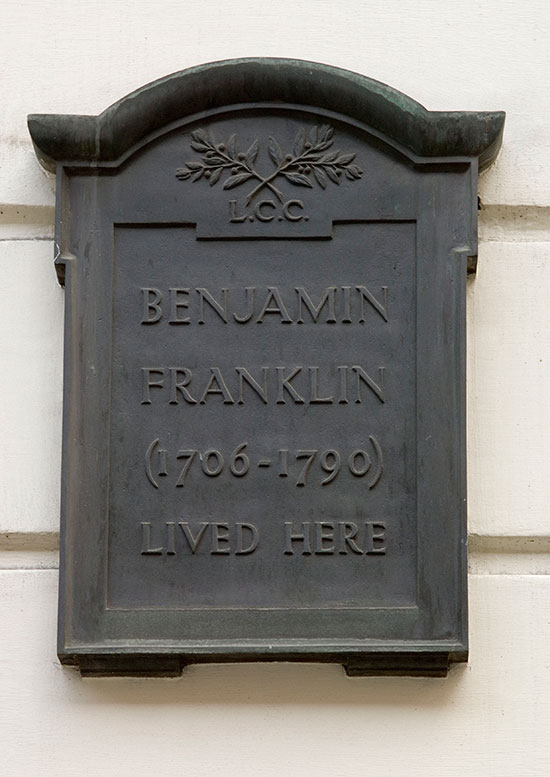 L.C.C.
BENJAMIN
FRANKLIN
(1706-1790)
LIVED HERE